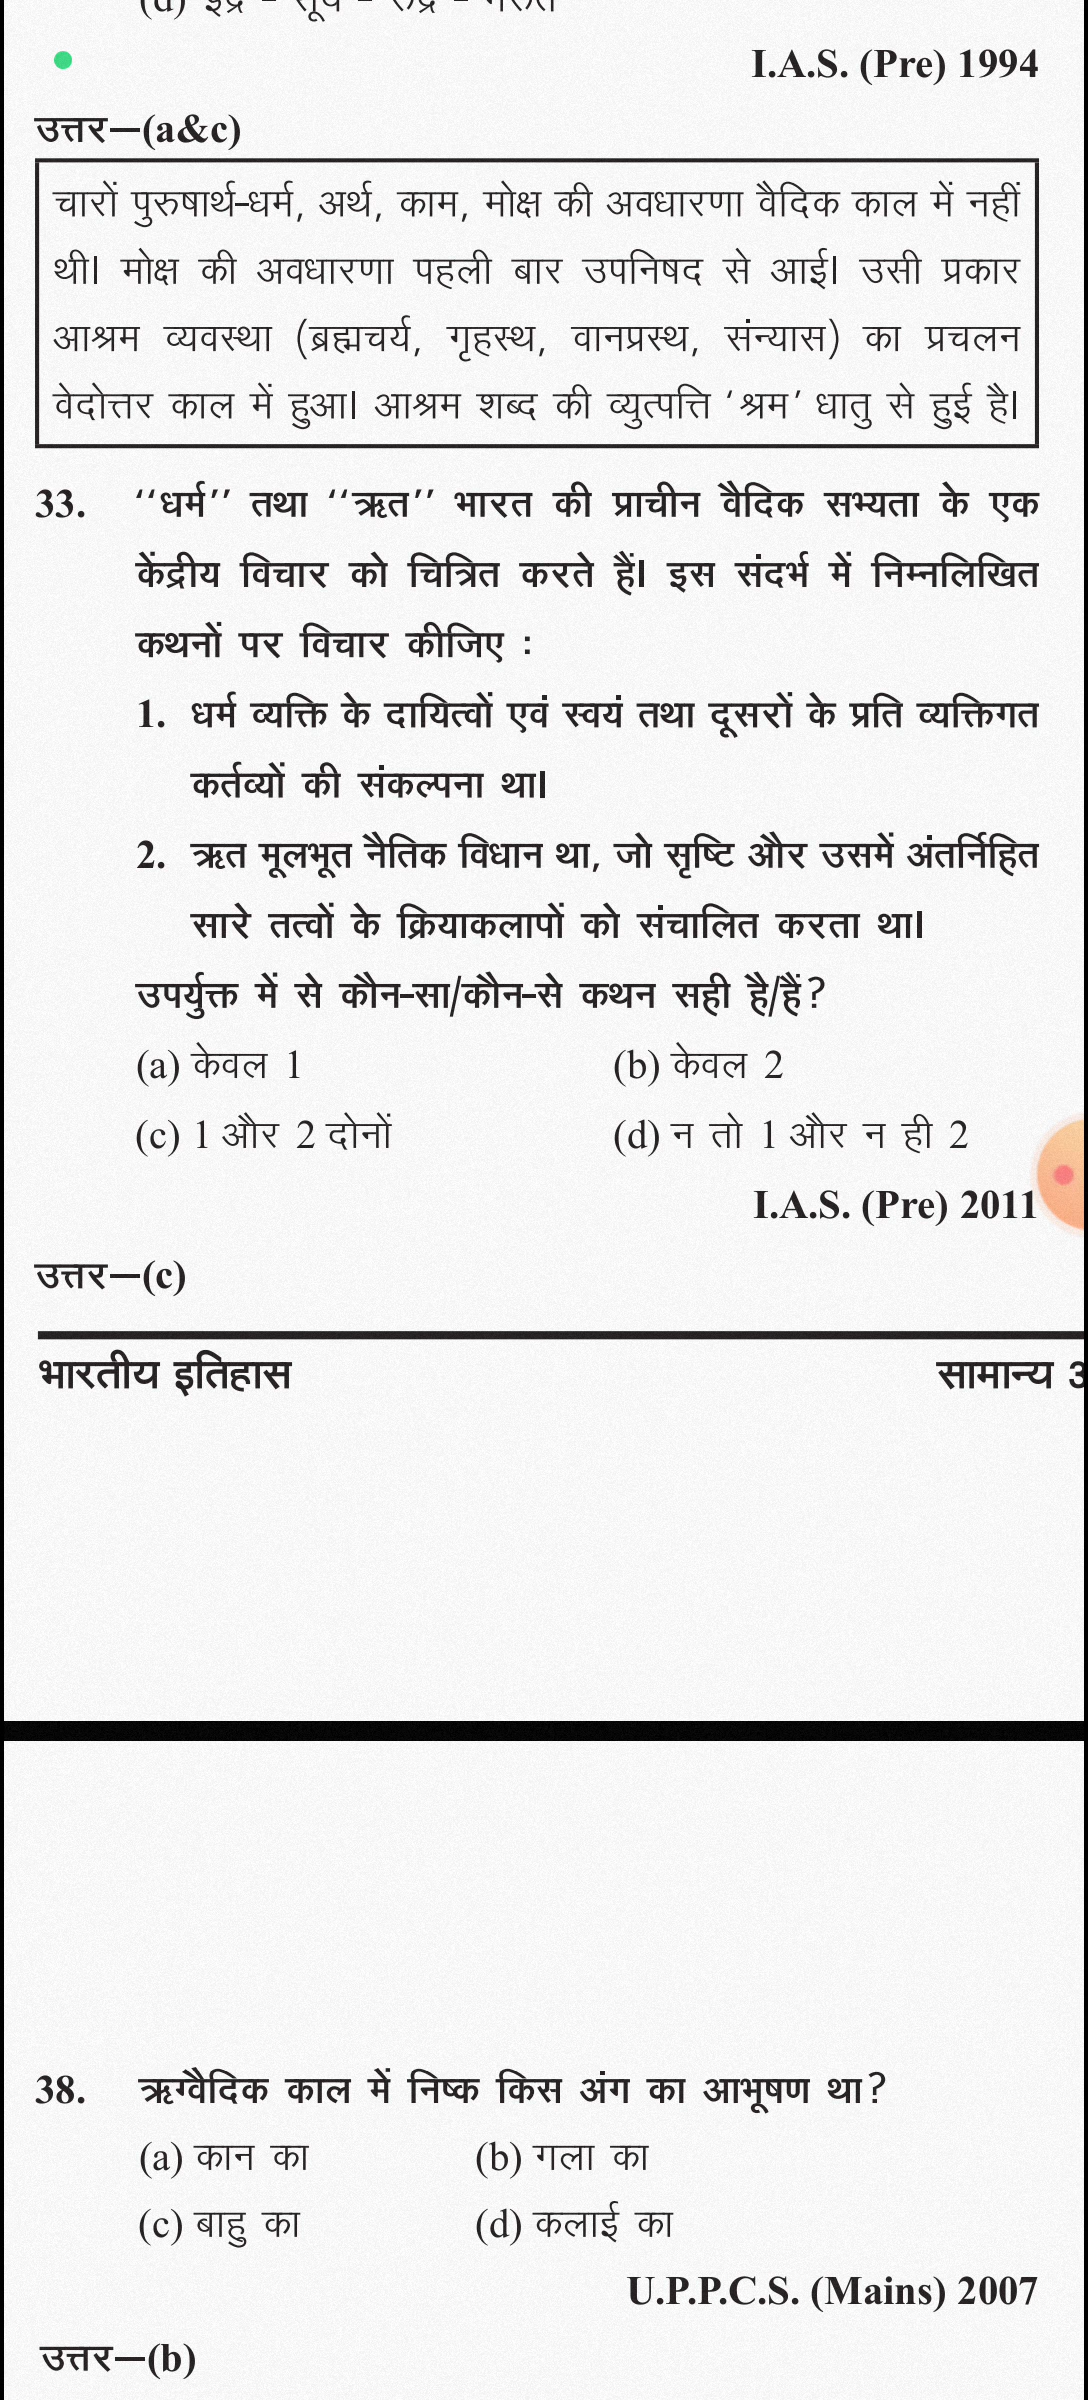 I.A.S. (Pre) 1994
उत्तर—(a&c)
चारों पुरुषार्थ-धर्म, अर्थ, काम, मोक्ष की अवधारणा वैदिक काल में नहीं
थी। मोक्ष की अवधारणा पहली बार उपनिषद से आई। उसी प्रकार
आश्रम व्यवस्था (ब्रह्मचर्य, गृहस्थ, वानप्रस्थ, संन्यास) का प्रचलन
वेदोत्तर काल में हुआ। आश्रम शब्द की व्युत्पत्ति 'श्रम' धातु से हुई है।
33. ''धर्म'' तथा ''ऋत'' भारत की प्राचीन वैदिक सभ्यता के एक
केंद्रीय विचार को चित्रित करते हैं। इस संदर्भ में निम्नलिखित
कथनों पर विचार कीजिए :
1. धर्म व्यक्ति के दायित्वों एवं स्वयं तथा दूसरों के प्रति व्यक्तिगत
कर्तव्यों की संकल्पना था।
2. ऋत मूलभूत नैतिक विधान था, जो सृष्टि और उसमें अंतर्निहित
सारे तत्वों के क्रियाकलापों को संचालित करता था।
उपर्युक्त में से कौन-सा/कौन-से कथन सही है/हैं?
(a) केवल 1 (b) केवल 2
(c) 1 और 2 दोनों (d) न तो 1 और न ही 2
I.A.S. (Pre) 2011
उत्तर—(c)
भारतीय इतिहास सामान्य
38. ऋग्वैदिक काल में निष्क किस अंग का आभूषण था?
(a) कान का (b) गला का
(c) बाहु का (d) कलाई का
U.P.P.C.S. (Mains) 2007
उत्तर—(b)